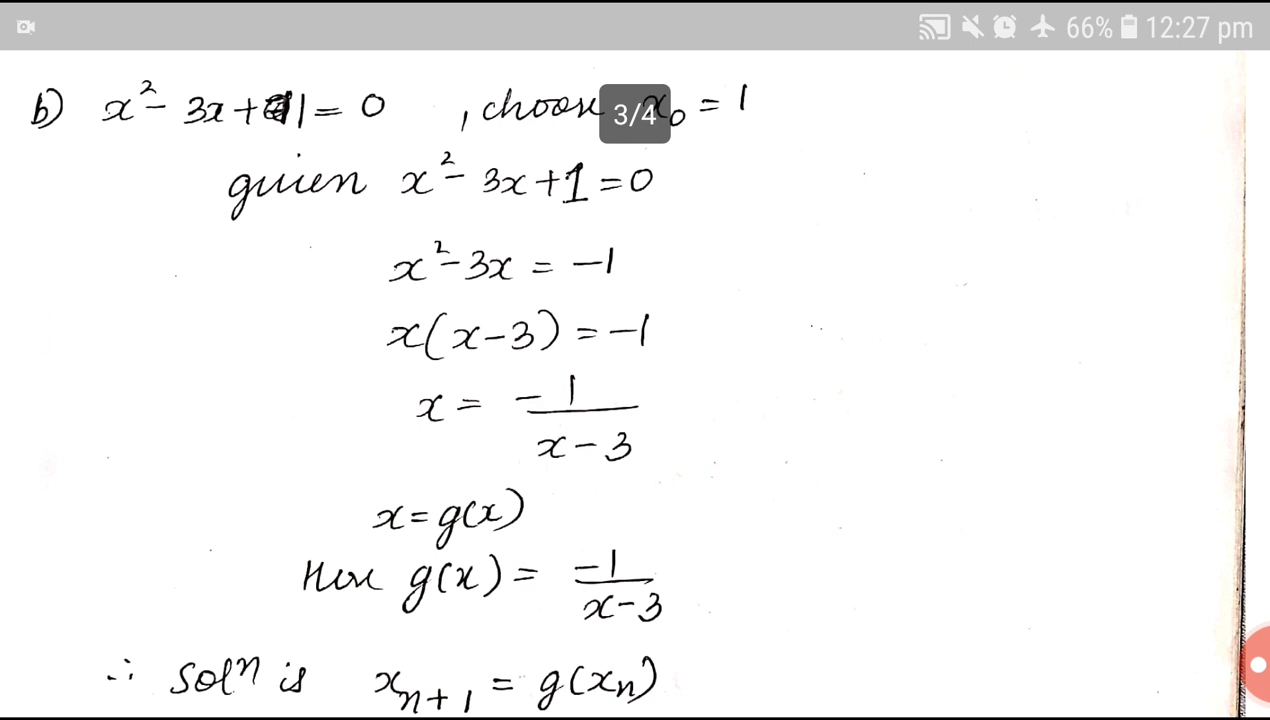 66% 12:27 pm
b) x² - 3x + 1 = 0 , choose x₀ = 1
3/4
given x² - 3x + 1 = 0
x² - 3x = -1
x(x - 3) = -1
x = -1/(x - 3)
x = g(x)
Here g(x) = -1/(x - 3)
∴ Solⁿ is xₙ₊₁ = g(xₙ)